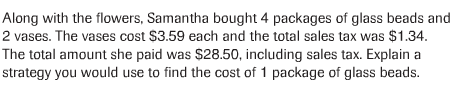 Along with the flowers, Samantha bought 4 packages of glass beads and
2 vases. The vases cost $3.59 each and the total sales tax was $1.34.
The total amount she paid was $28.50, including sales tax. Explain a
strategy you would use to find the cost of 1 package of glass beads.